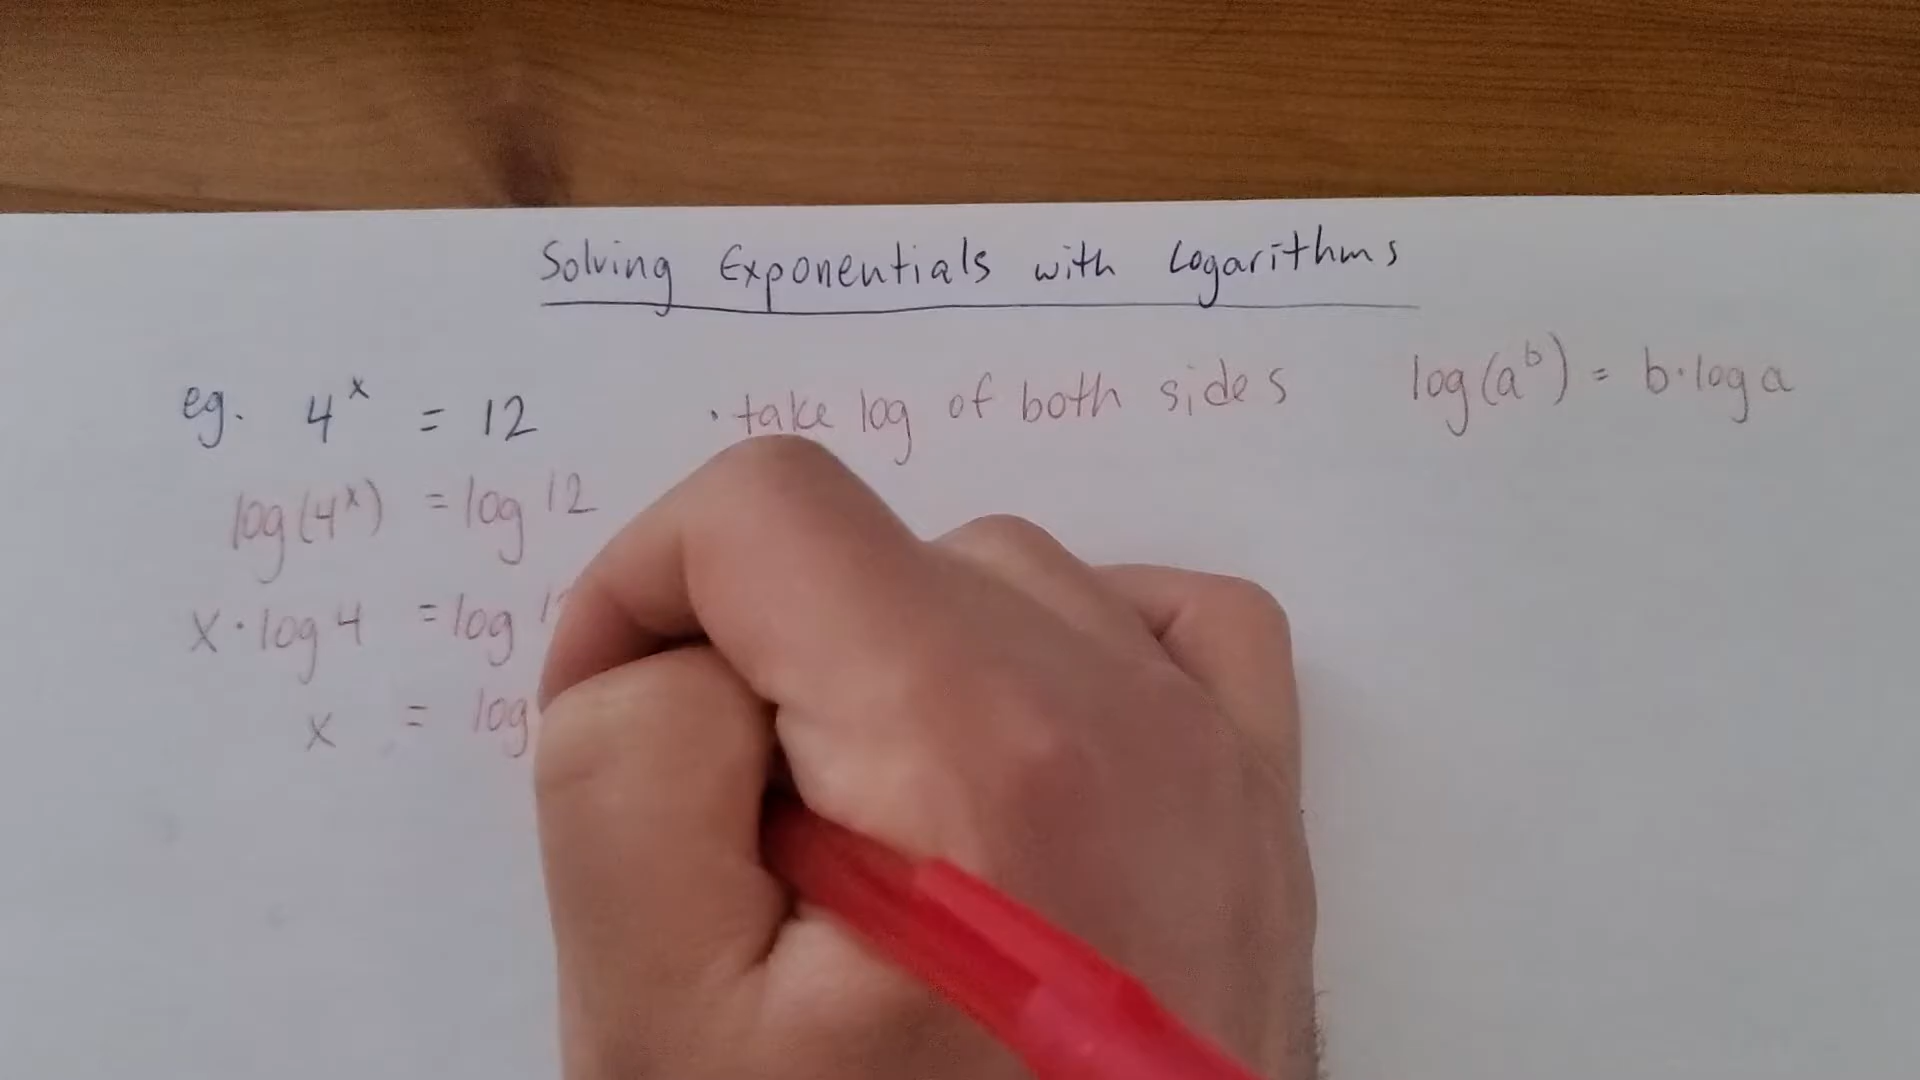 Solving Exponentials with Logarithms
eg. 4^x = 12
· take log of both sides
log(a^b) = b·log a
log(4^x) = log 12
x · log 4 = log
x = log